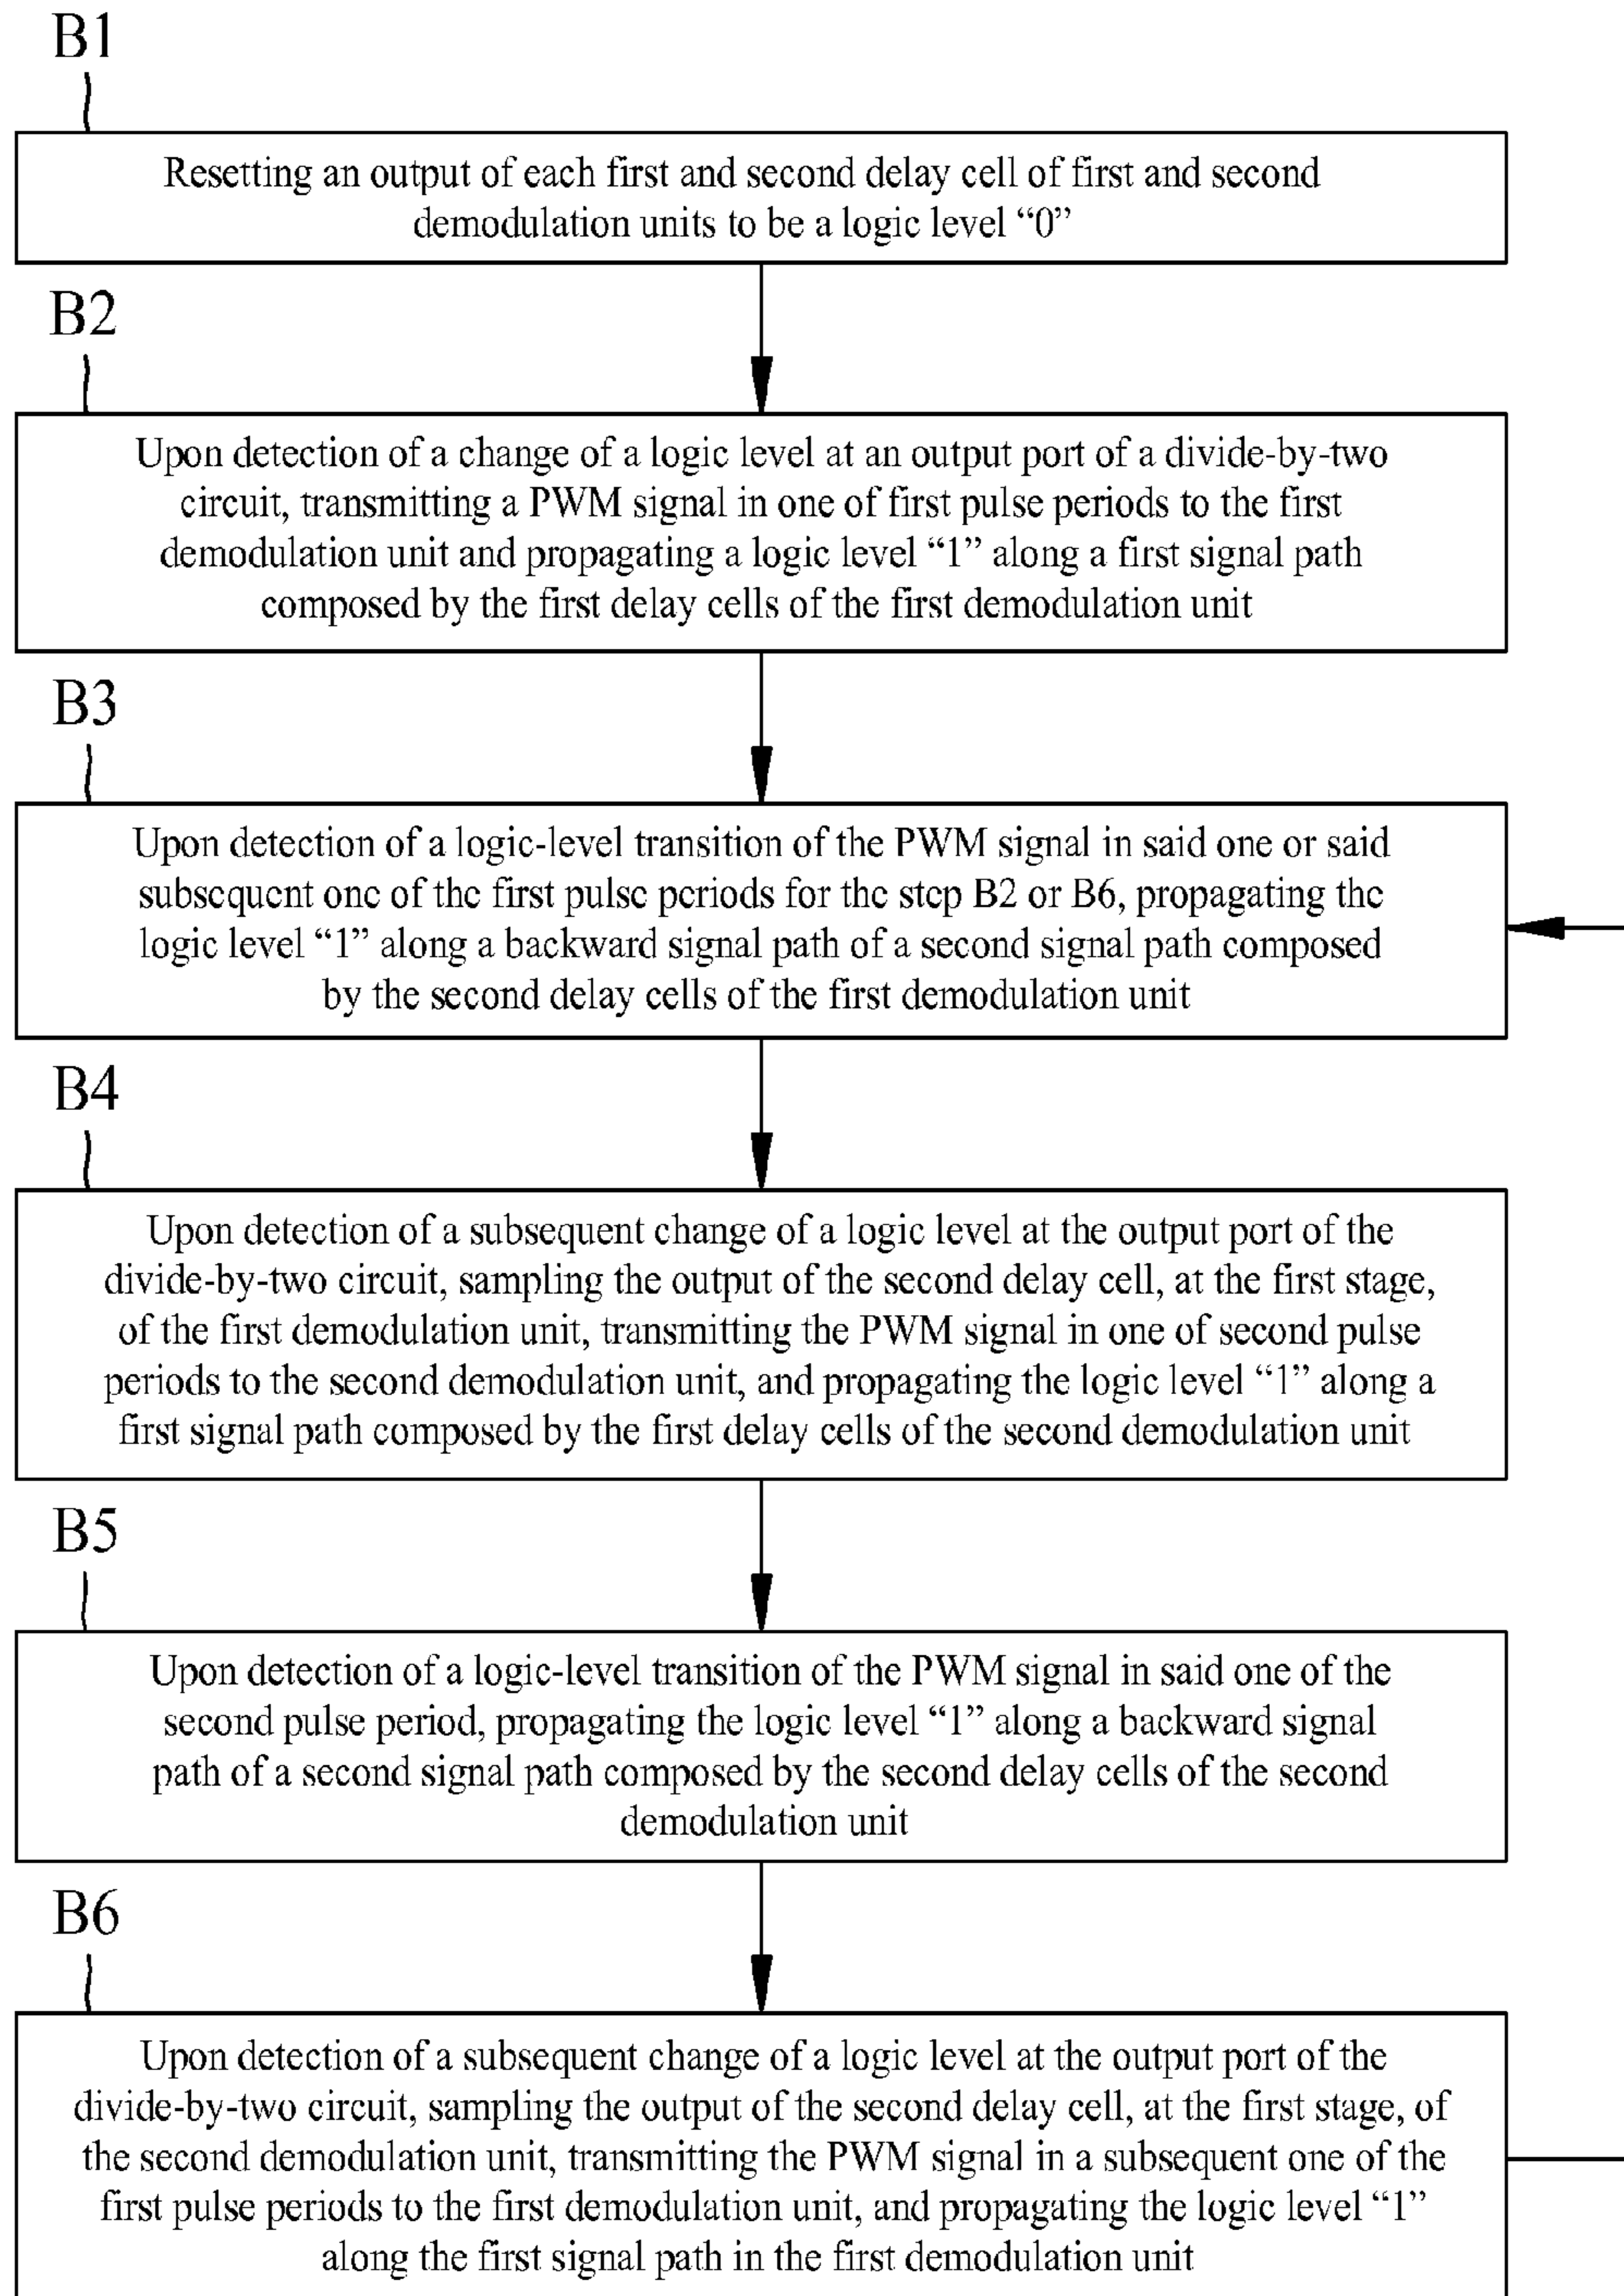 B1
Resetting an output of each first and second delay cell of first and second
demodulation units to be a logic level “0”
B2
Upon detection of a change of a logic level at an output port of a divide-by-two
circuit, transmitting a PWM signal in one of first pulse periods to the first
demodulation unit and propagating a logic level “1” along a first signal path
composed by the first delay cells of the first demodulation unit
B3
Upon detection of a logic-level transition of the PWM signal in said one or said
subsequent one of the first pulse periods for the step B2 or B6, propagating the
logic level “1” along a backward signal path of a second signal path composed
by the second delay cells of the first demodulation unit
B4
Upon detection of a subsequent change of a logic level at the output port of the
divide-by-two circuit, sampling the output of the second delay cell, at the first stage,
of the first demodulation unit, transmitting the PWM signal in one of second pulse
periods to the second demodulation unit, and propagating the logic level “1” along a
first signal path composed by the first delay cells of the second demodulation unit
B5
Upon detection of a logic-level transition of the PWM signal in said one of the
second pulse period, propagating the logic level “1” along a backward signal
path of a second signal path composed by the second delay cells of the second
demodulation unit
B6
Upon detection of a subsequent change of a logic level at the output port of the
divide-by-two circuit, sampling the output of the second delay cell, at the first stage, of
the second demodulation unit, transmitting the PWM signal in a subsequent one of the
first pulse periods to the first demodulation unit, and propagating the logic level “1”
along the first signal path in the first demodulation unit